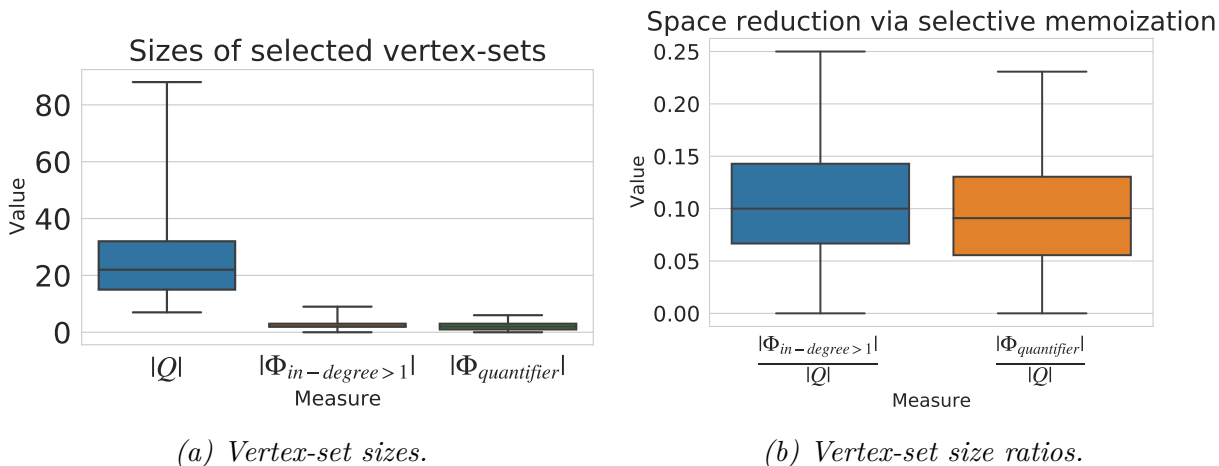 Sizes of selected vertex-sets
Value
80
60
40
20
0
|Q|
|Φin−degree>1|
|Φquantifier|
Measure
(a) Vertex-set sizes.
Space reduction via selective memoization
Value
0.25
0.20
0.15
0.10
0.05
0.00
|Φin−degree>1|
|Q|
|Φquantifier|
|Q|
Measure
(b) Vertex-set size ratios.